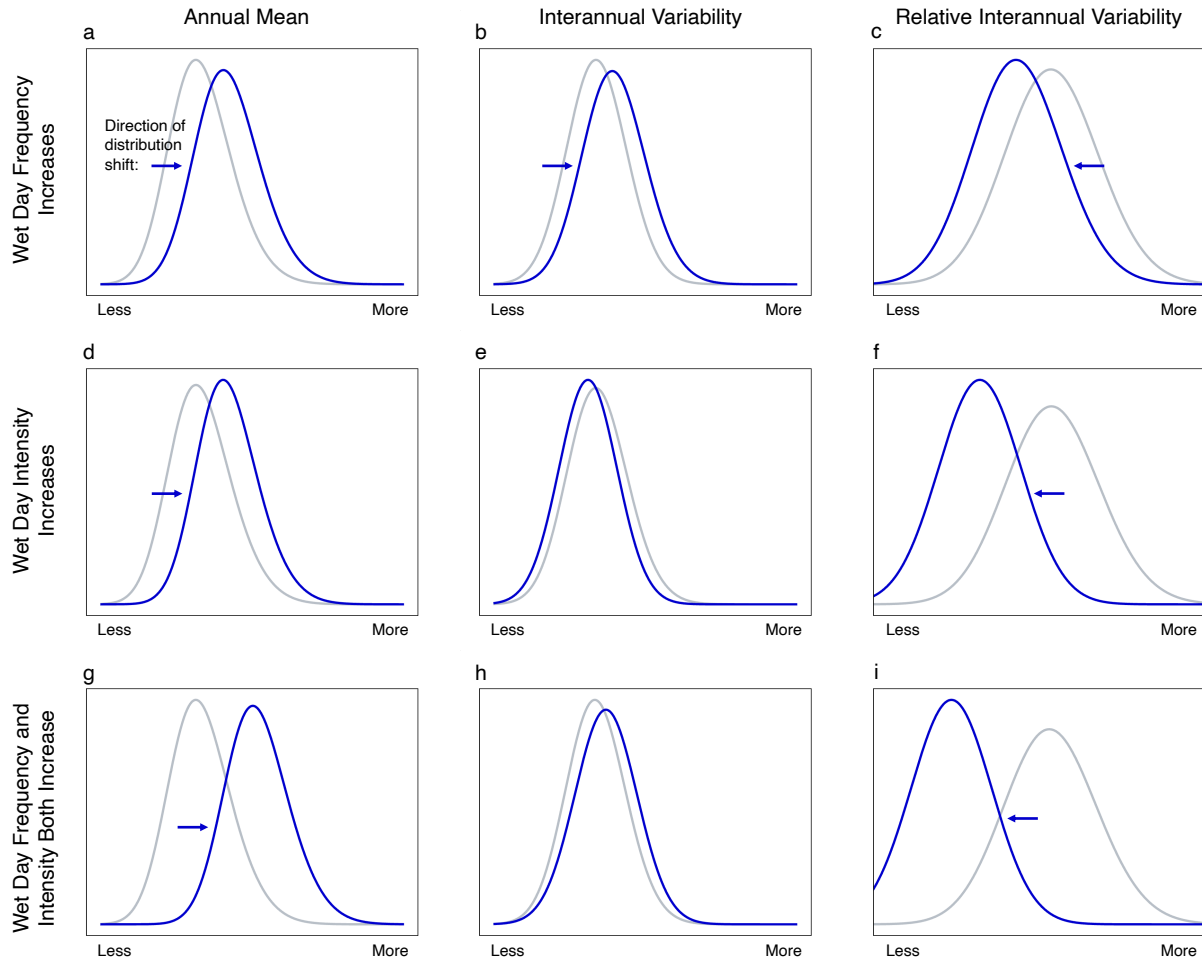 Annual Mean
Interannual Variability
Relative Interannual Variability
a
b
c
Wet Day Frequency
Increases
Direction of
distribution
shift:
Less
More
Less
More
Less
More
d
e
f
Wet Day Intensity
Increases
Less
More
Less
More
Less
More
g
h
i
Wet Day Frequency and
Intensity Both Increase
Less
More
Less
More
Less
More